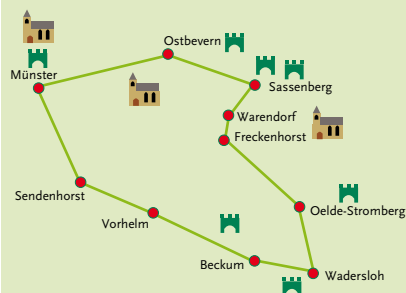 Ostbevern
Münster
Sassenberg
Warendorf
Freckenhorst
Sendenhorst
Oelde-Stromberg
Vorhelm
Beckum
Wadersloh